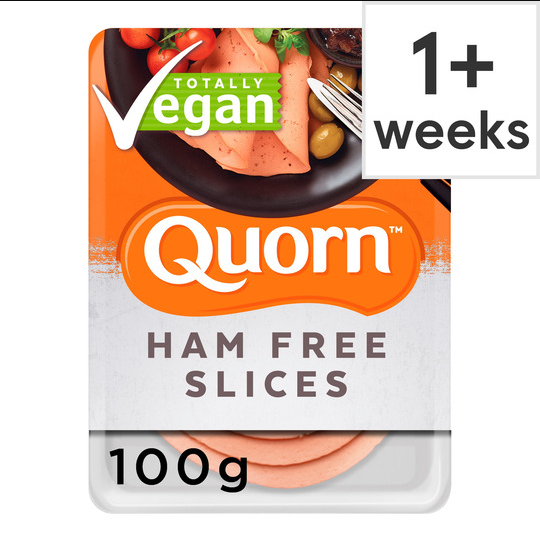 1+
weeks
TOTALLY
Vegan
Quorn™
HAM FREE
SLICES
100g